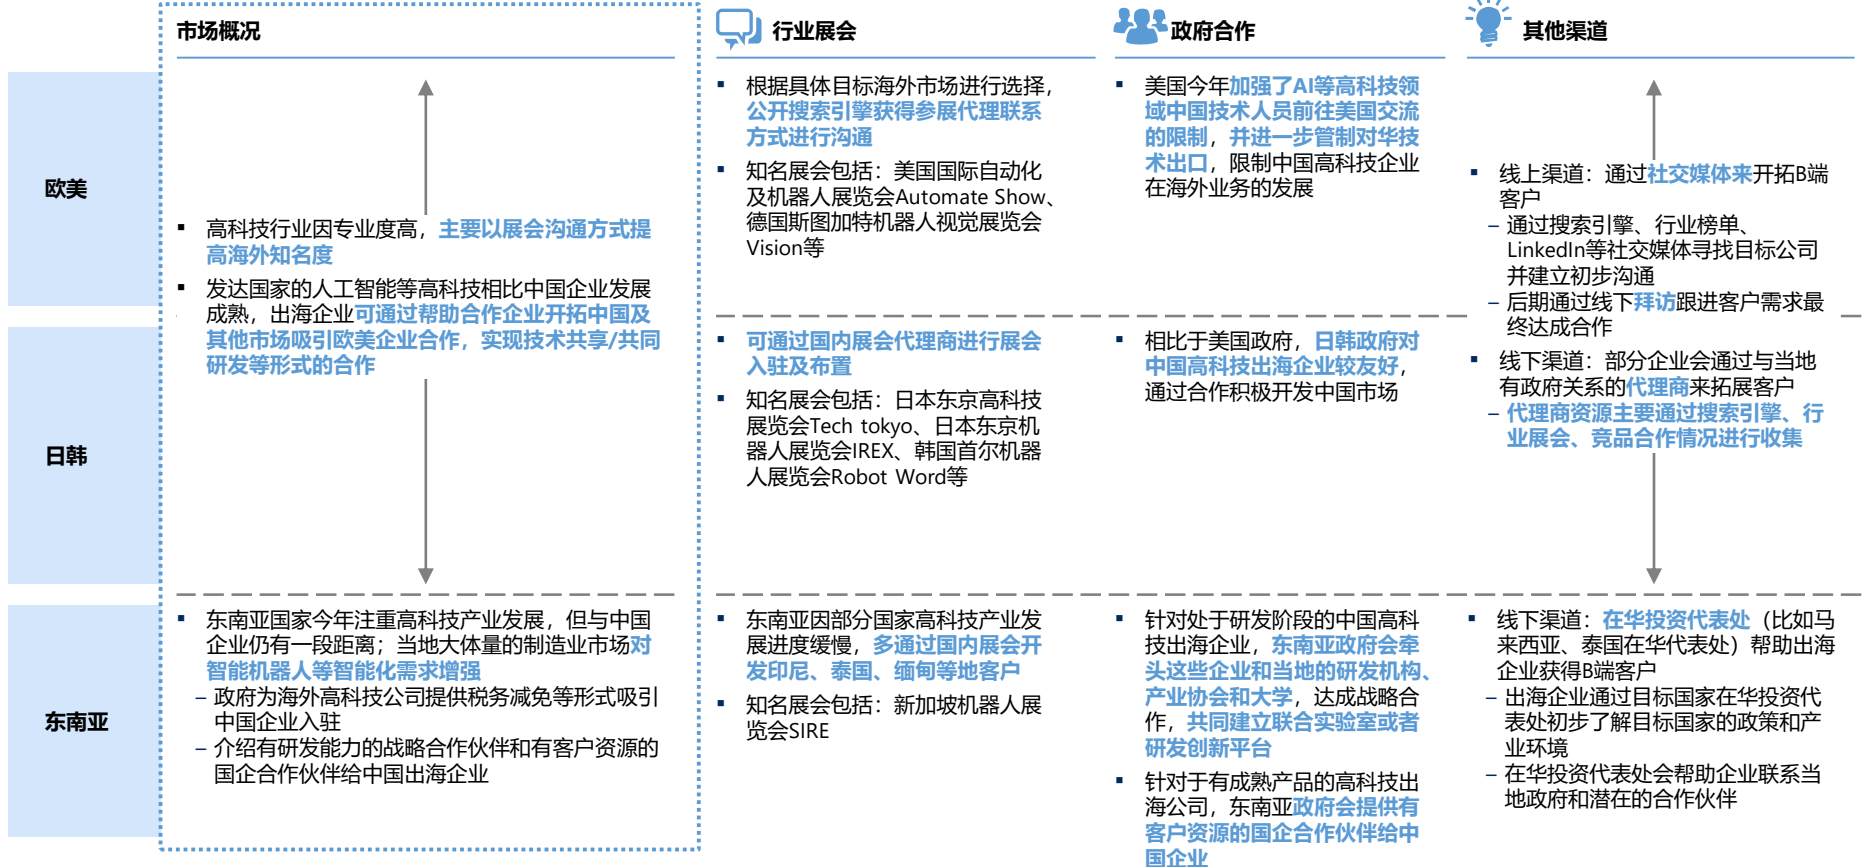 市场概况
行业展会
政府合作
其他渠道
欧美
高科技行业因专业度高，主要以展会沟通方式提
高海外知名度
发达国家的人工智能等高科技相比中国企业发展
成熟，出海企业可通过帮助合作企业开拓中国及
其他市场吸引欧美企业合作，实现技术共享/共同
研发等形式的合作
根据具体目标海外市场进行选择，
公开搜索引擎获得参展代理联系
方式进行沟通
知名展会包括：美国国际自动化
及机器人展览会Automate Show、
德国斯图加特机器人视觉展览会
Vision等
美国今年加强了AI等高科技领
域中国技术人员前往美国交流
的限制，并进一步管制对华技
术出口，限制中国高科技企业
在海外业务的发展
线上渠道：通过社交媒体来开拓B端
客户
– 通过搜索引擎、行业榜单、
LinkedIn等社交媒体寻找目标公司
并建立初步沟通
– 后期通过线下拜访跟进客户需求最
终达成合作
线下渠道：部分企业会通过与当地
有政府关系的代理商来拓展客户
– 代理商资源主要通过搜索引擎、行
业展会、竞品合作情况进行收集
日韩
可通过国内展会代理商进行展会
入驻及布置
知名展会包括：日本东京高科技
展览会Tech tokyo、日本东京机
器人展览会IREX、韩国首尔机器
人展览会Robot Word等
相比于美国政府，日韩政府对
中国高科技出海企业较友好，
通过合作积极开发中国市场
东南亚
东南亚国家今年注重高科技产业发展，但与中国
企业仍有一段距离；当地大体量的制造业市场对
智能机器人等智能化需求增强
– 政府为海外高科技公司提供税务减免等形式吸引
中国企业入驻
– 介绍有研发能力的战略合作伙伴和有客户资源的
国企合作伙伴给中国出海企业
东南亚因部分国家高科技产业发
展进度缓慢，多通过国内展会开
发印尼、泰国、缅甸等地客户
知名展会包括：新加坡机器人展
览会SIRE
针对处于研发阶段的中国高科
技出海企业，东南亚政府会牵
头这些企业和当地的研发机构、
产业协会和大学，达成战略合
作，共同建立联合实验室或者
研发创新平台
针对于有成熟产品的高科技出
海公司，东南亚政府会提供有
客户资源的国企合作伙伴给中
国企业
线下渠道：在华投资代表处（比如马
来西亚、泰国在华代表处）帮助出海
企业获得B端客户
– 出海企业通过目标国家在华投资代
表处初步了解目标国家的政策和产
业环境
– 在华投资代表处会帮助企业联系当
地政府和潜在的合作伙伴